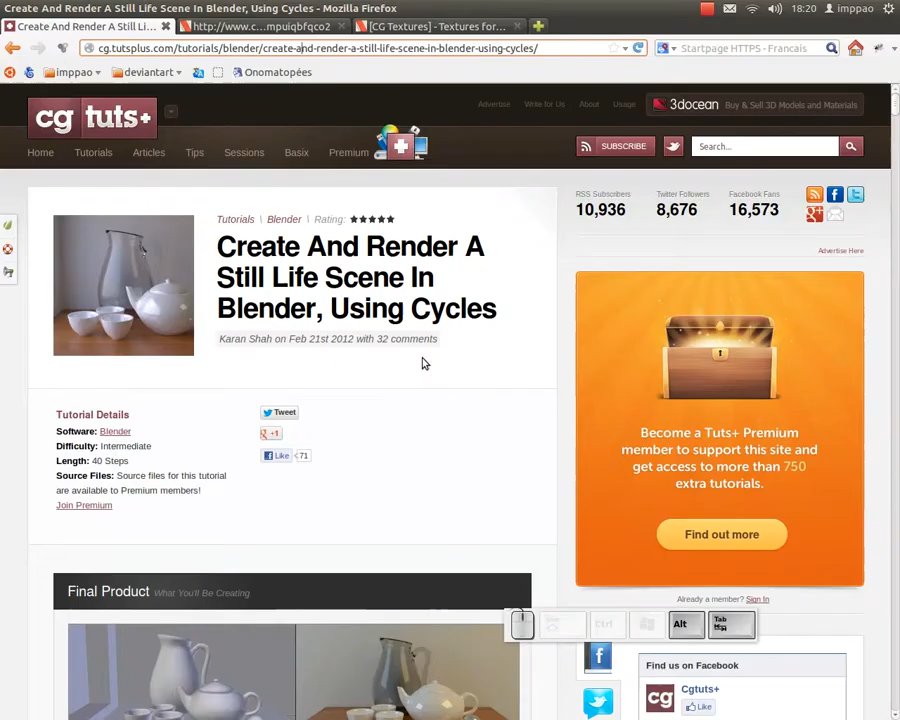 Create And Render A Still Life Scene In Blender, Using Cycles - Mozilla Firefox
18:20 imppao
Create And Render A Still Li...
http://www.c...mpuiqbfqco2
[CG Textures] - Textures for...
cg.tutsplus.com/tutorials/blender/create-and-render-a-still-life-scene-in-blender-using-cycles/
Startpage HTTPS - Francais
imppao
deviantart
Onomatopées
cg tuts+
Advertise Write for Us About Usage
3docean Buy & Sell 3D Models and Materials
Home Tutorials Articles Tips Sessions Basix Premium
SUBSCRIBE
Search...
Tutorials \ Blender \ Rating: ★★★★★
Create And Render A
Still Life Scene In
Blender, Using Cycles
Karan Shah on Feb 21st 2012 with 32 comments
RSS Subscribers Twitter Followers Facebook Fans
10,936 8,676 16,573
Advertise Here
Become a Tuts+ Premium
member to support this site and
get access to more than 750
extra tutorials.
Find out more
Already a member? Sign In
Tutorial Details
Software: Blender
Difficulty: Intermediate
Length: 40 Steps
Source Files: Source files for this tutorial
are available to Premium members!
Join Premium
Tweet
+1
Like 71
Final Product What You'll Be Creating
Ctrl
Alt
Tab
Find us on Facebook
cg
Cgtuts+
Like